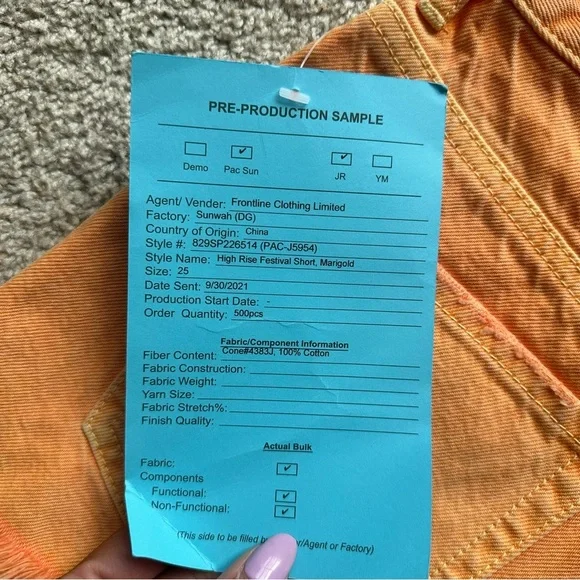 PRE-PRODUCTION SAMPLE
Demo Pac Sun JR YM
Agent/ Vender: Frontline Clothing Limited
Factory: Sunwah (DG)
Country of Origin: China
Style #: 829SP226514 (PAC-J5954)
Style Name: High Rise Festival Short, Marigold
Size: 25
Date Sent: 9/30/2021
Production Start Date: -
Order Quantity: 500pcs
Fabric/Component Information
Fiber Content: Cone#4383J, 100% Cotton
Fabric Construction:
Fabric Weight:
Yarn Size:
Fabric Stretch%:
Finish Quality:
Actual Bulk
Fabric:
Components
Functional:
Non-Functional:
(This side to be filled /Agent or Factory)